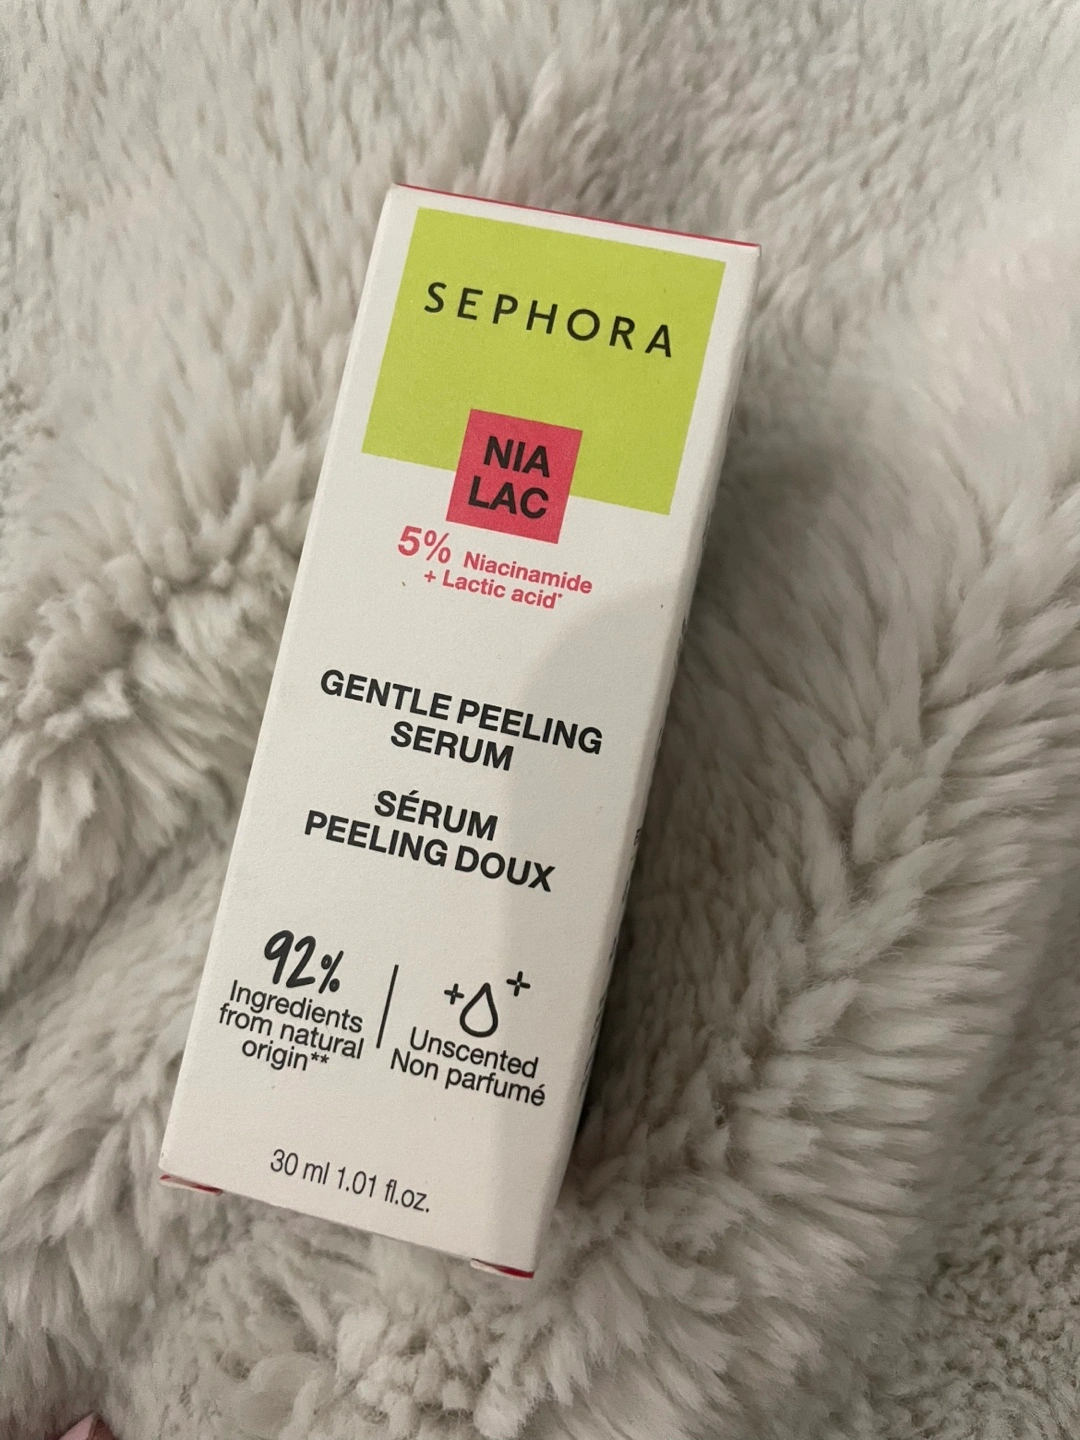 SEPHORA
NIA
LAC
5% Niacinamide
+ Lactic acid*
GENTLE PEELING
SERUM
SÉRUM
PEELING DOUX
92%
Ingredients
from natural
origin**
Unscented
Non parfumé
30 ml 1.01 fl.oz.